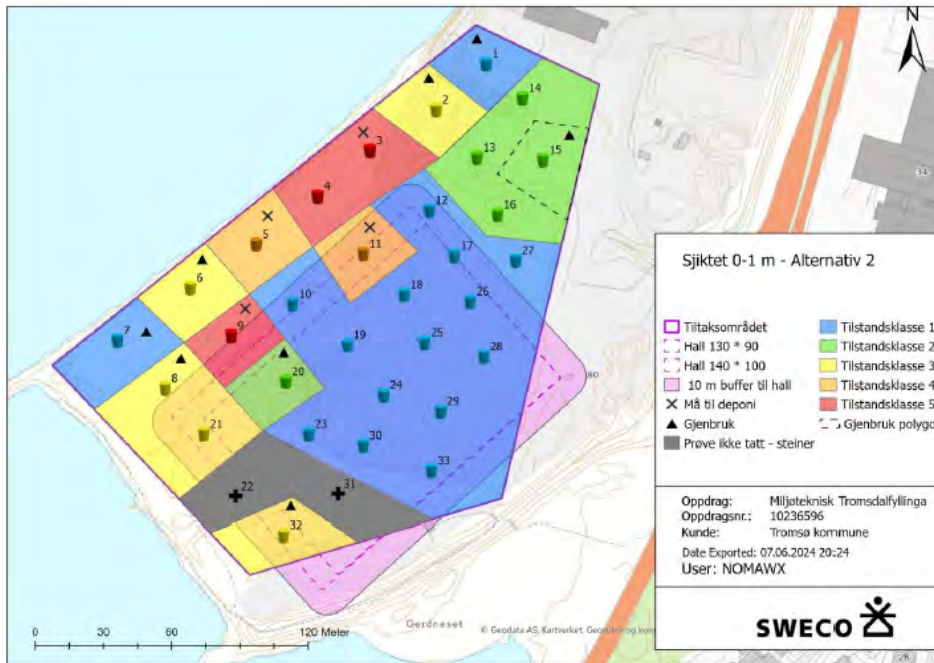 N
1
14
2
3
13
15
4
16
12
5
11
17
27
6
18
26
10
7
9
19
25
28
34
80
20
8
24
29
21
23
30
33
22
31
32
Sjiktet 0-1 m - Alternativ 2
Tiltaksområdet
Hall 130 * 90
Hall 140 * 100
10 m buffer til hall
Må til deponi
Gjenbruk
Prøve ikke tatt - steiner
Tilstandsklasse 1
Tilstandsklasse 2
Tilstandsklasse 3
Tilstandsklasse 4
Tilstandsklasse 5
Gjenbruk polygo
Oppdrag: Miljøteknisk Tromsdalfyllinga
Oppdragsnr.: 10236596
Kunde: Tromsø kommune
Date Exported: 07.06.2024 20:24
User: NOMAWX
SWECO
0 30 60 120 Meter
Gerdneset
© Geodata AS, Kartverket, Geo
28